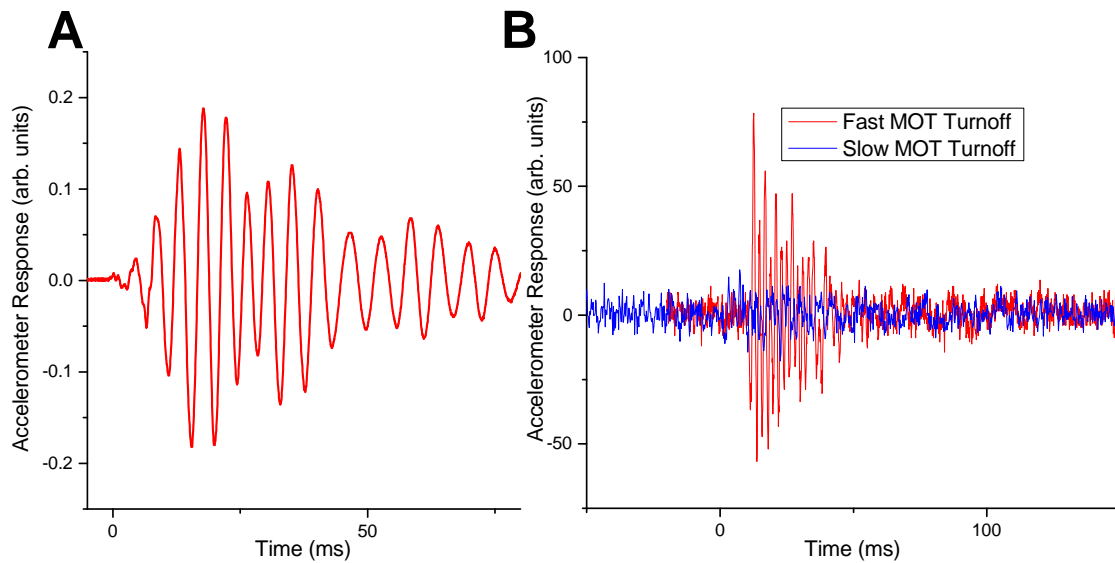 A
Accelerometer Response (arb. units)
0.2
0.1
0.0
-0.1
-0.2
0
50
Time (ms)
B
Accelerometer Response (arb. units)
100
50
0
-50
Fast MOT Turnoff
Slow MOT Turnoff
0
100
Time (ms)